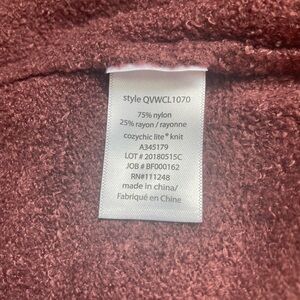 style QVWCL1070
75% nylon
25% rayon / rayonne
cozychic lite® knit
A345179
LOT # 20180515C
JOB # BF000162
RN#111248
made in china/
Fabriqué en Chine